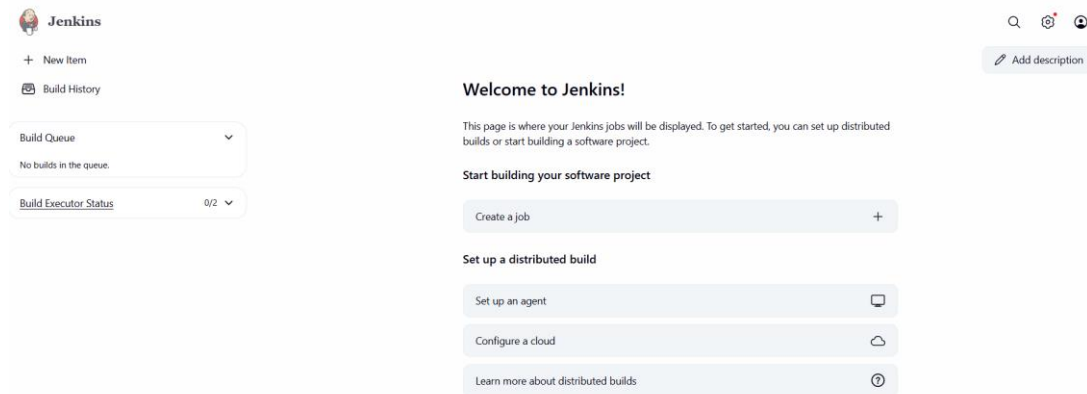 Jenkins
New Item
Add description
Build History
Welcome to Jenkins!
This page is where your Jenkins jobs will be displayed. To get started, you can set up distributed
builds or start building a software project.
Build Queue
No builds in the queue.
Build Executor Status
0/2
Start building your software project
Create a job
Set up a distributed build
Set up an agent
Configure a cloud
Learn more about distributed builds